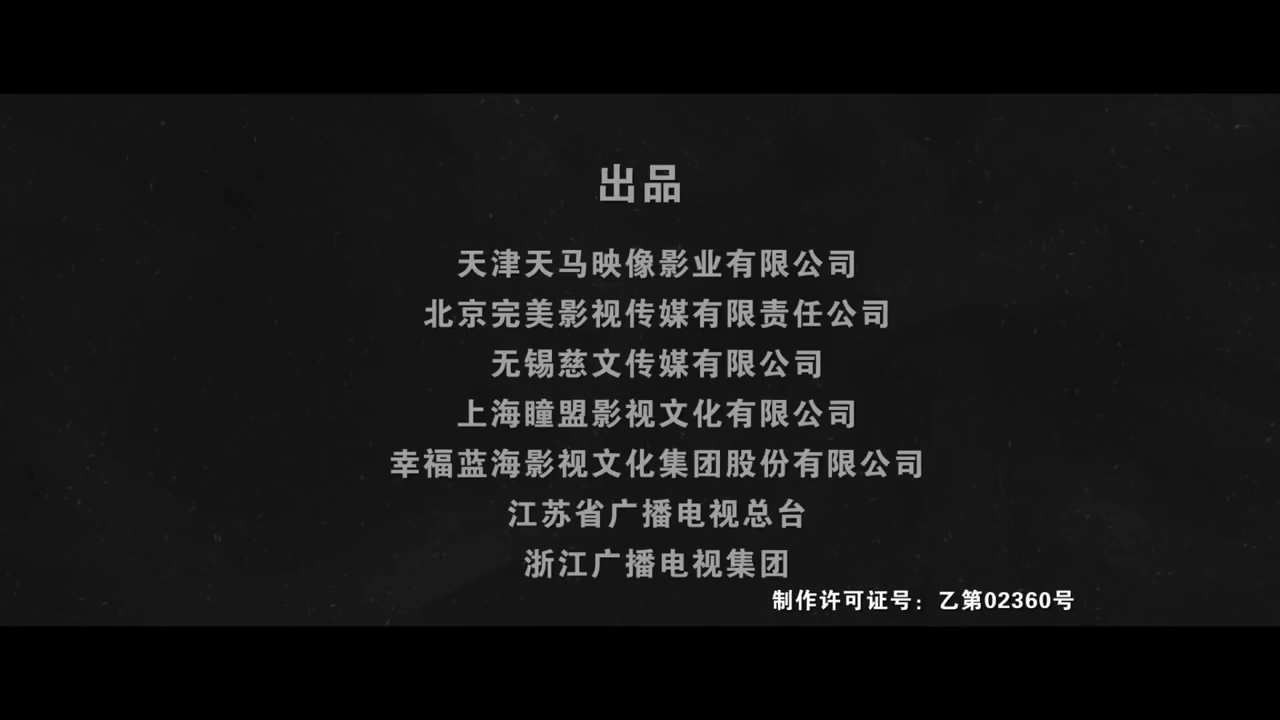 出品
天津天马映像影业有限公司
北京完美影视传媒有限责任公司
无锡慈文传媒有限公司
上海瞳盟影视文化有限公司
幸福蓝海影视文化集团股份有限公司
江苏省广播电视总台
浙江广播电视集团
制作许可证号：乙第02360号